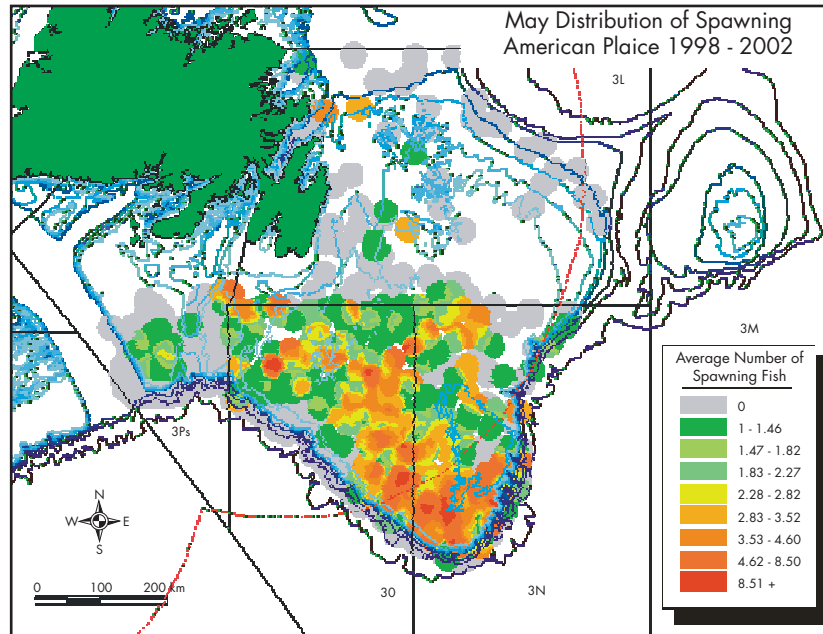 May Distribution of Spawning
American Plaice 1998 - 2002
3L
3M
Average Number of
Spawning Fish
0
1 - 1.46
1.47 - 1.82
1.83 - 2.27
2.28 - 2.82
2.83 - 3.52
3.53 - 4.60
4.62 - 8.50
8.51 +
3Ps
N
W E
S
0 100 200 km
30
3N